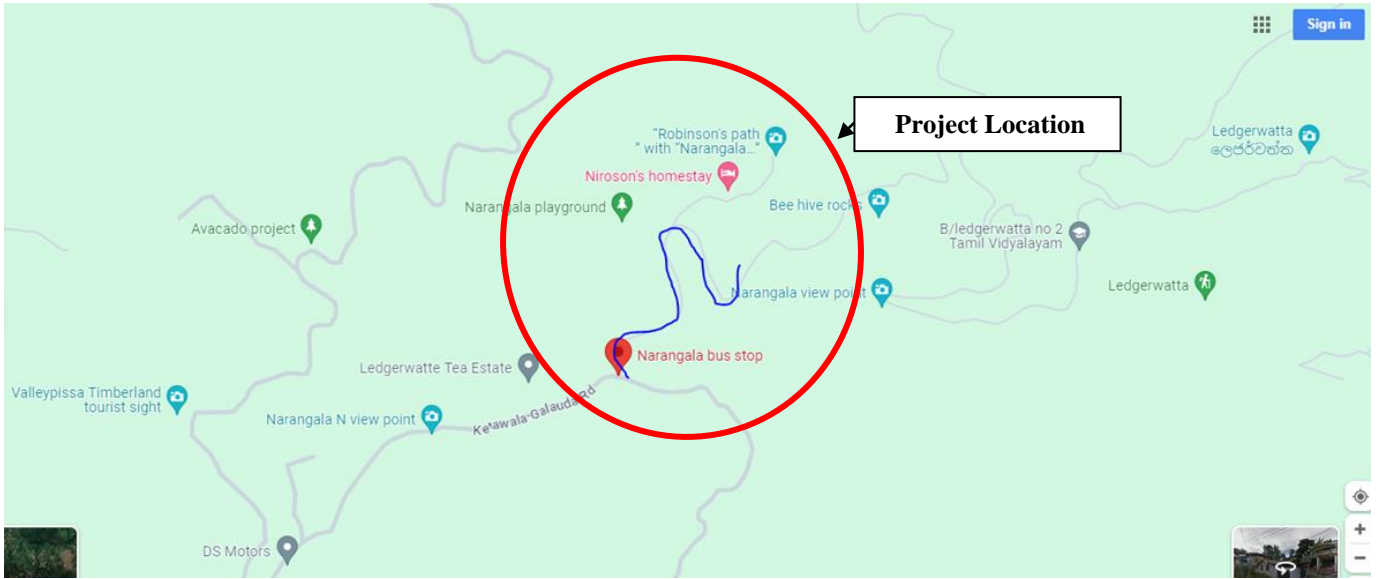 Sign in
Project Location
"Robinson's path
" with "Narangala..."
Ledgerwatta
ලෙජර්වත්ත
Niroson's homestay
Narangala playground
Bee hive rocks
Avacado project
B/ledgerwatta no 2
Tamil Vidyalayam
Narangala view point
Ledgerwatta
Narangala bus stop
Ledgerwatte Tea Estate
Valleypissa Timberland
tourist sight
Narangala N view point
Ketawala-Galauda Rd
DS Motors